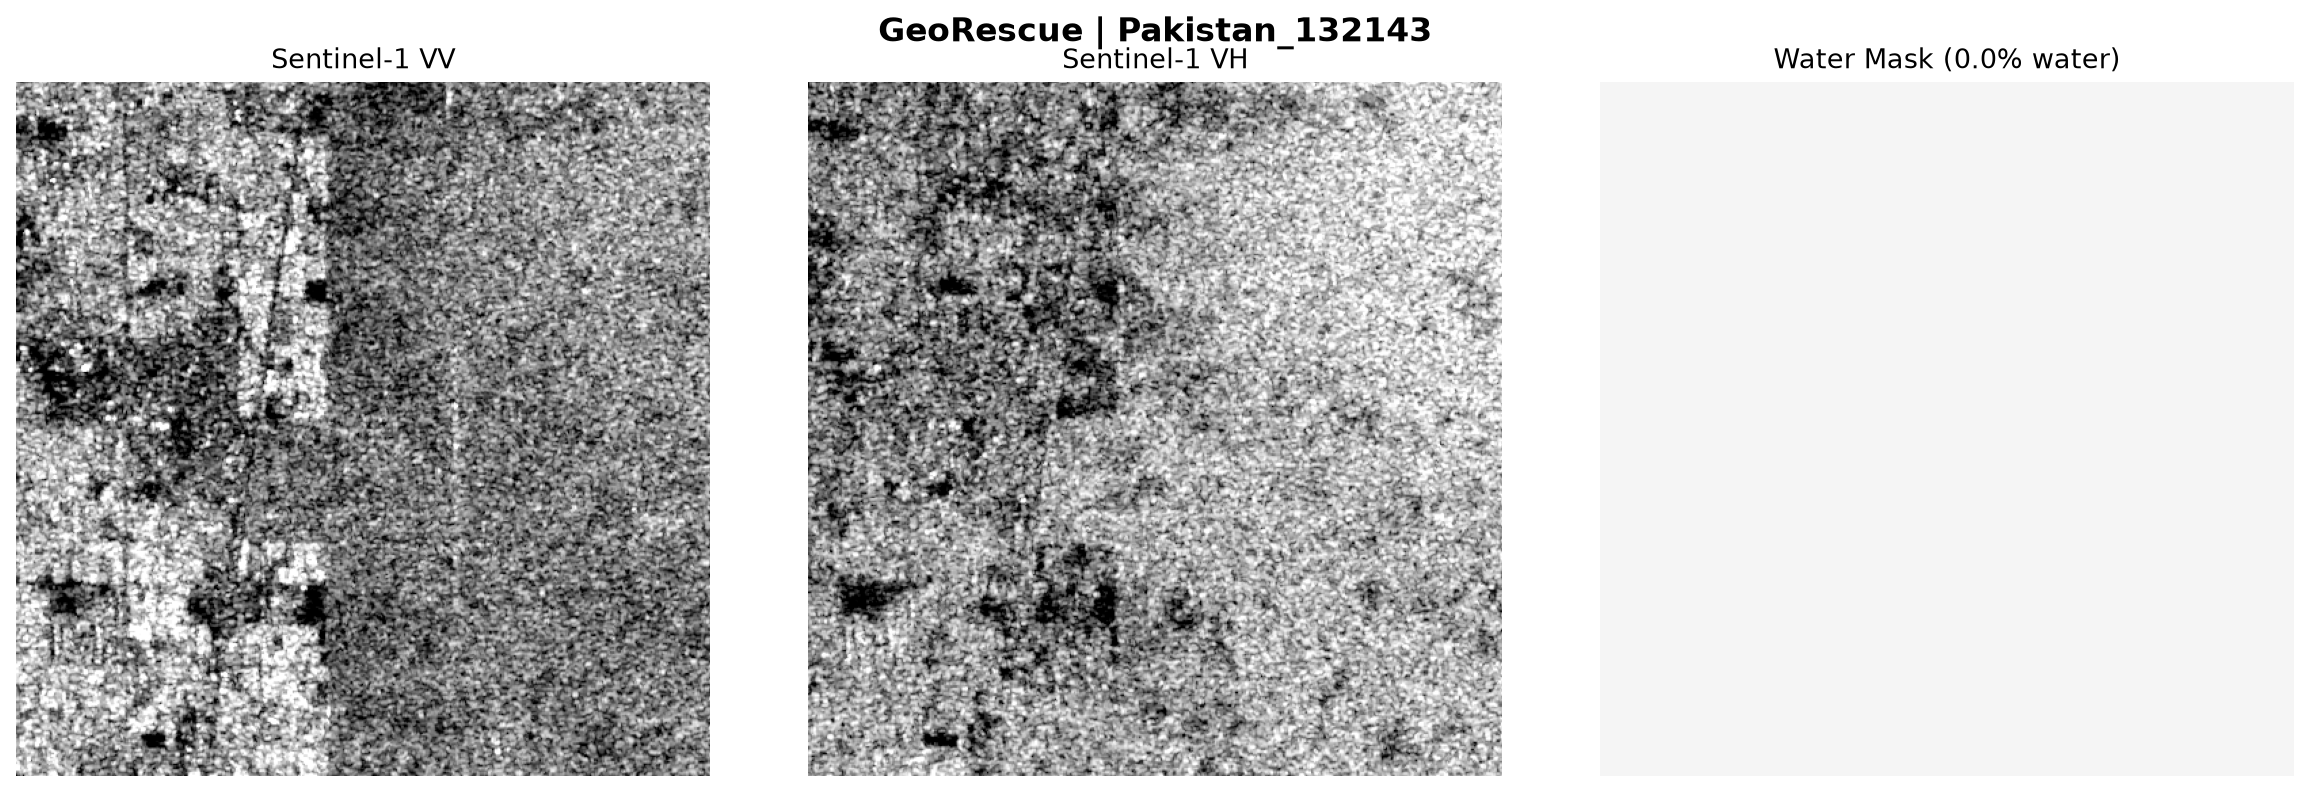 GeoRescue | Pakistan_132143
Sentinel-1 VV
Sentinel-1 VH
Water Mask (0.0% water)